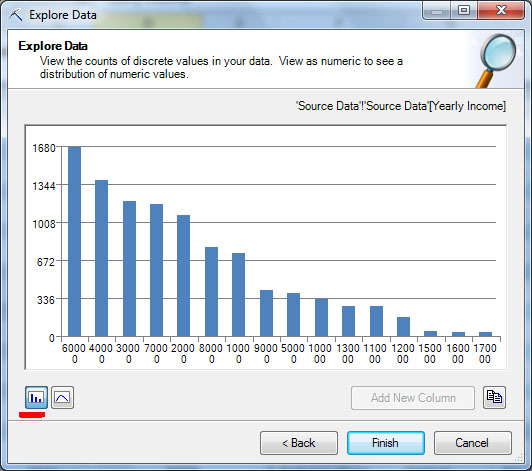 Explore Data
Explore Data
View the counts of discrete values in your data. View as numeric to see a
distribution of numeric values.
'Source Data'!'Source Data'[Yearly Income]
1680
1344
1008
672
336
0
6000 4000 3000 7000 2000 8000 1000 9000 5000 1000 1300 1100 1200 1500 1600 1700
0 0 0 0 0 0 0 0 0 00 00 00 00 00 00 00
Add New Column
< Back Finish Cancel